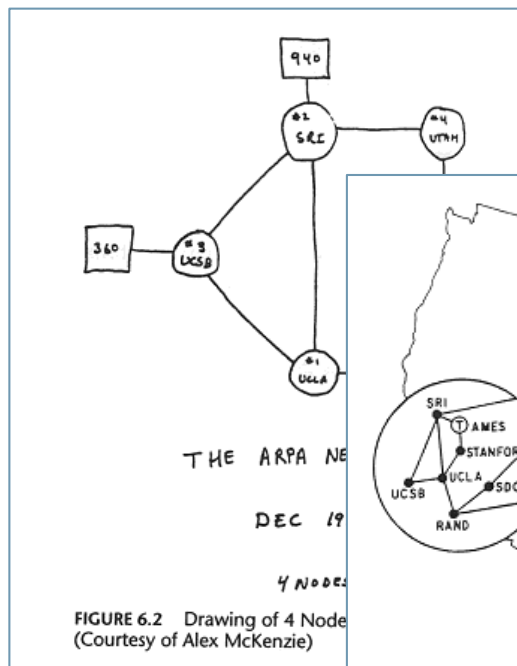 940
#2
SRI
#4
UTAH
360
#3
UCSB
#1
UCLA
THE ARPA NE
DEC 19
4 NODES
FIGURE 6.2 Drawing of 4 Node
(Courtesy of Alex McKenzie)
SRI
T AMES
STANFOR
UCLA
UCSB
SDC
RAND